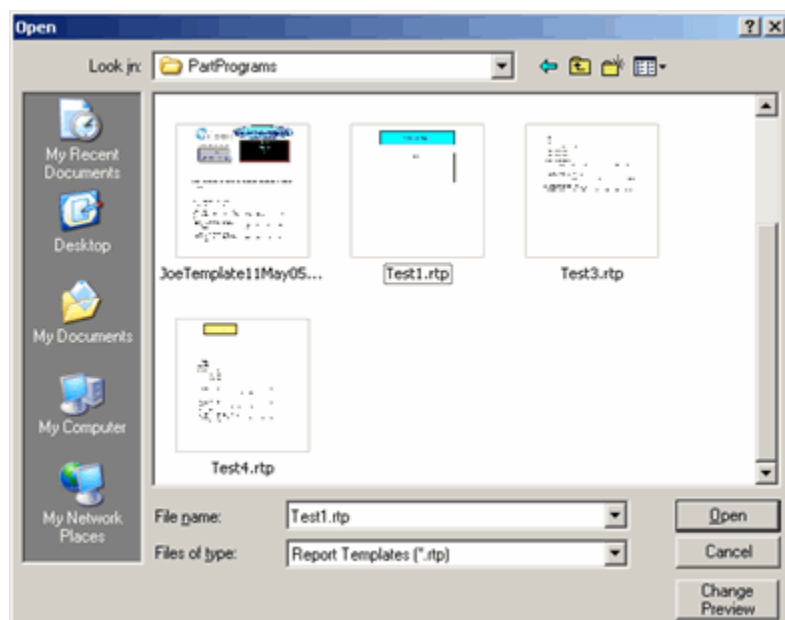 Open
Look in:
PartPrograms
My Recent
Documents
Desktop
My Documents
My Computer
My Network
Places
JoeTemplate11May05...
Test1.rtp
Test3.rtp
Test4.rtp
File name:
Test1.rtp
Open
Files of type:
Report Templates (*.rtp)
Cancel
Change
Preview